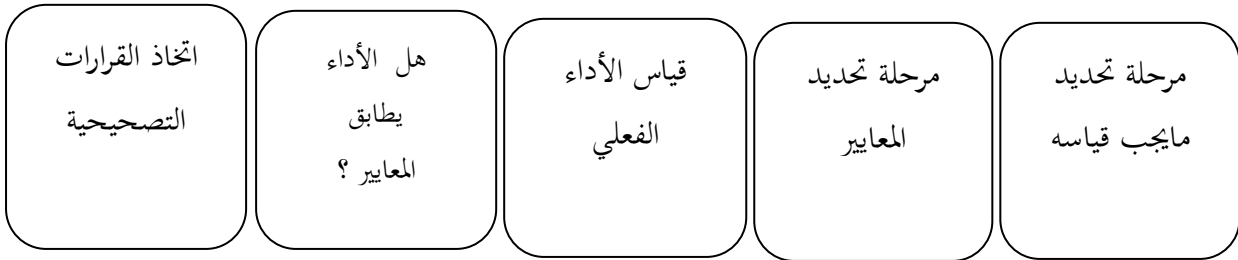 مرحلة تحديد
مايجب قياسه
مرحلة تحديد
المعايير
قياس الأداء
الفعلي
هل الأداء
يطابق
المعايير ؟
اتخاذ القرارات
التصحيحية